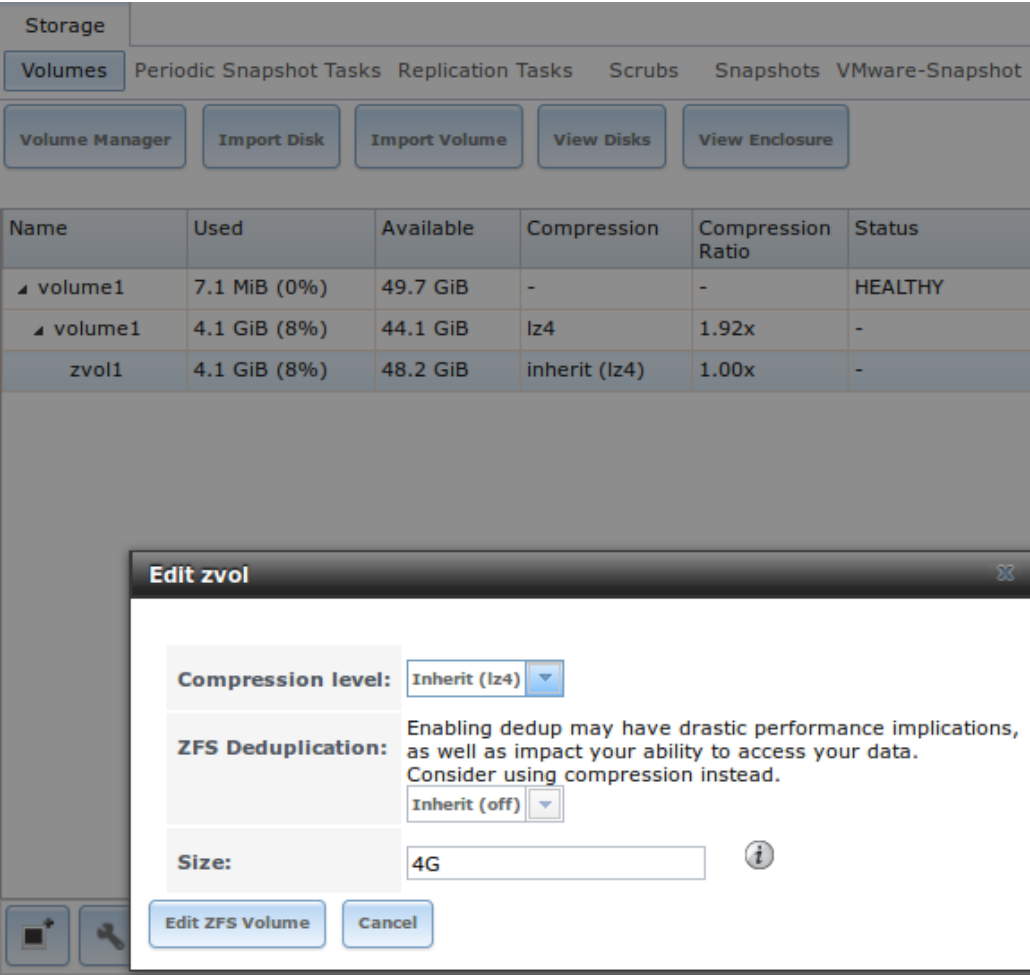 Storage
Volumes Periodic Snapshot Tasks Replication Tasks Scrubs Snapshots VMware-Snapshot
Volume Manager Import Disk Import Volume View Disks View Enclosure
Name Used Available Compression Compression Ratio Status
volume1 7.1 MiB (0%) 49.7 GiB - - HEALTHY
volume1 4.1 GiB (8%) 44.1 GiB lz4 1.92x -
zvol1 4.1 GiB (8%) 48.2 GiB inherit (lz4) 1.00x -
Edit zvol
Compression level: Inherit (lz4)
ZFS Deduplication:
Enabling dedup may have drastic performance implications,
as well as impact your ability to access your data.
Consider using compression instead.
Inherit (off)
Size: 4G
Edit ZFS Volume Cancel